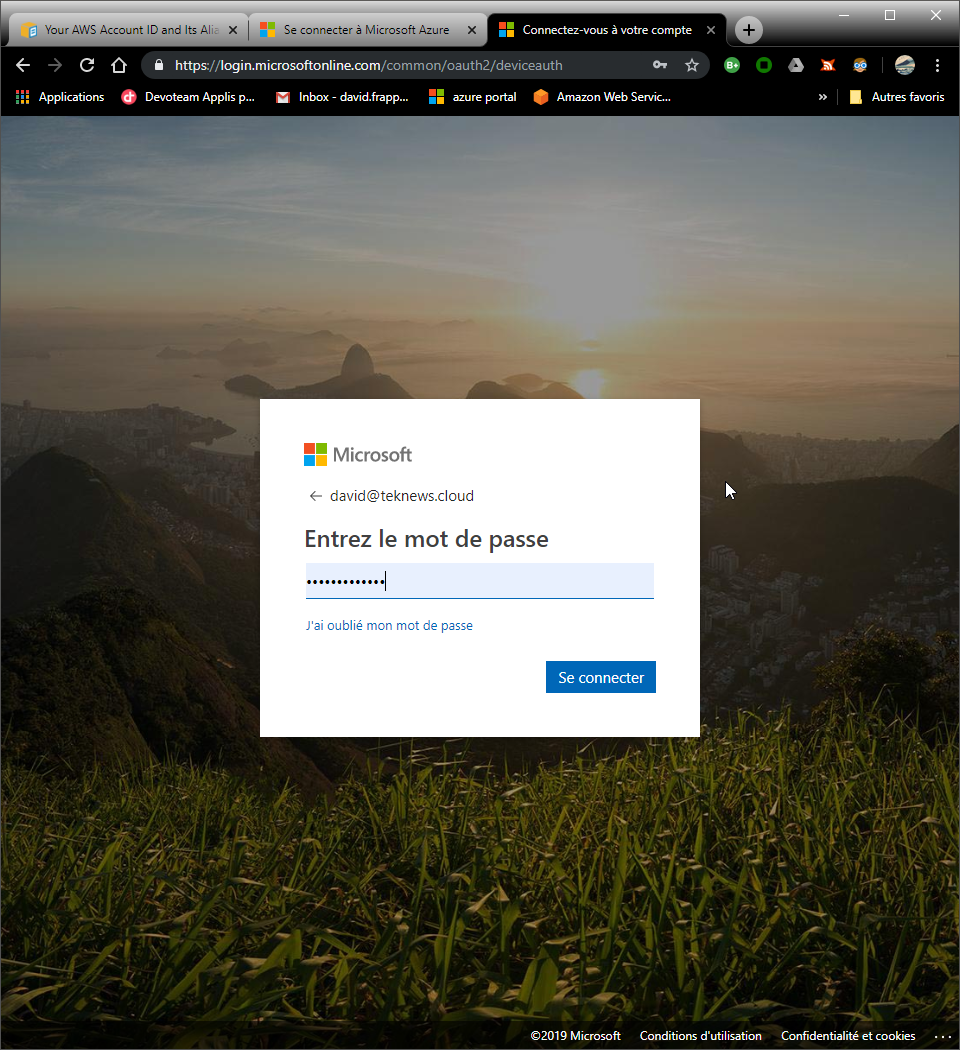 Your AWS Account ID and Its Alia
Se connecter à Microsoft Azure
Connectez-vous à votre compte
https://login.microsoftonline.com/common/oauth2/deviceauth
Applications
Devoteam Applis p...
Inbox - david.frapp...
azure portal
Amazon Web Servic...
»
Autres favoris
Microsoft
david@teknews.cloud
Entrez le mot de passe
•••••••••••••
J'ai oublié mon mot de passe
Se connecter
©2019 Microsoft
Conditions d'utilisation
Confidentialité et cookies
...